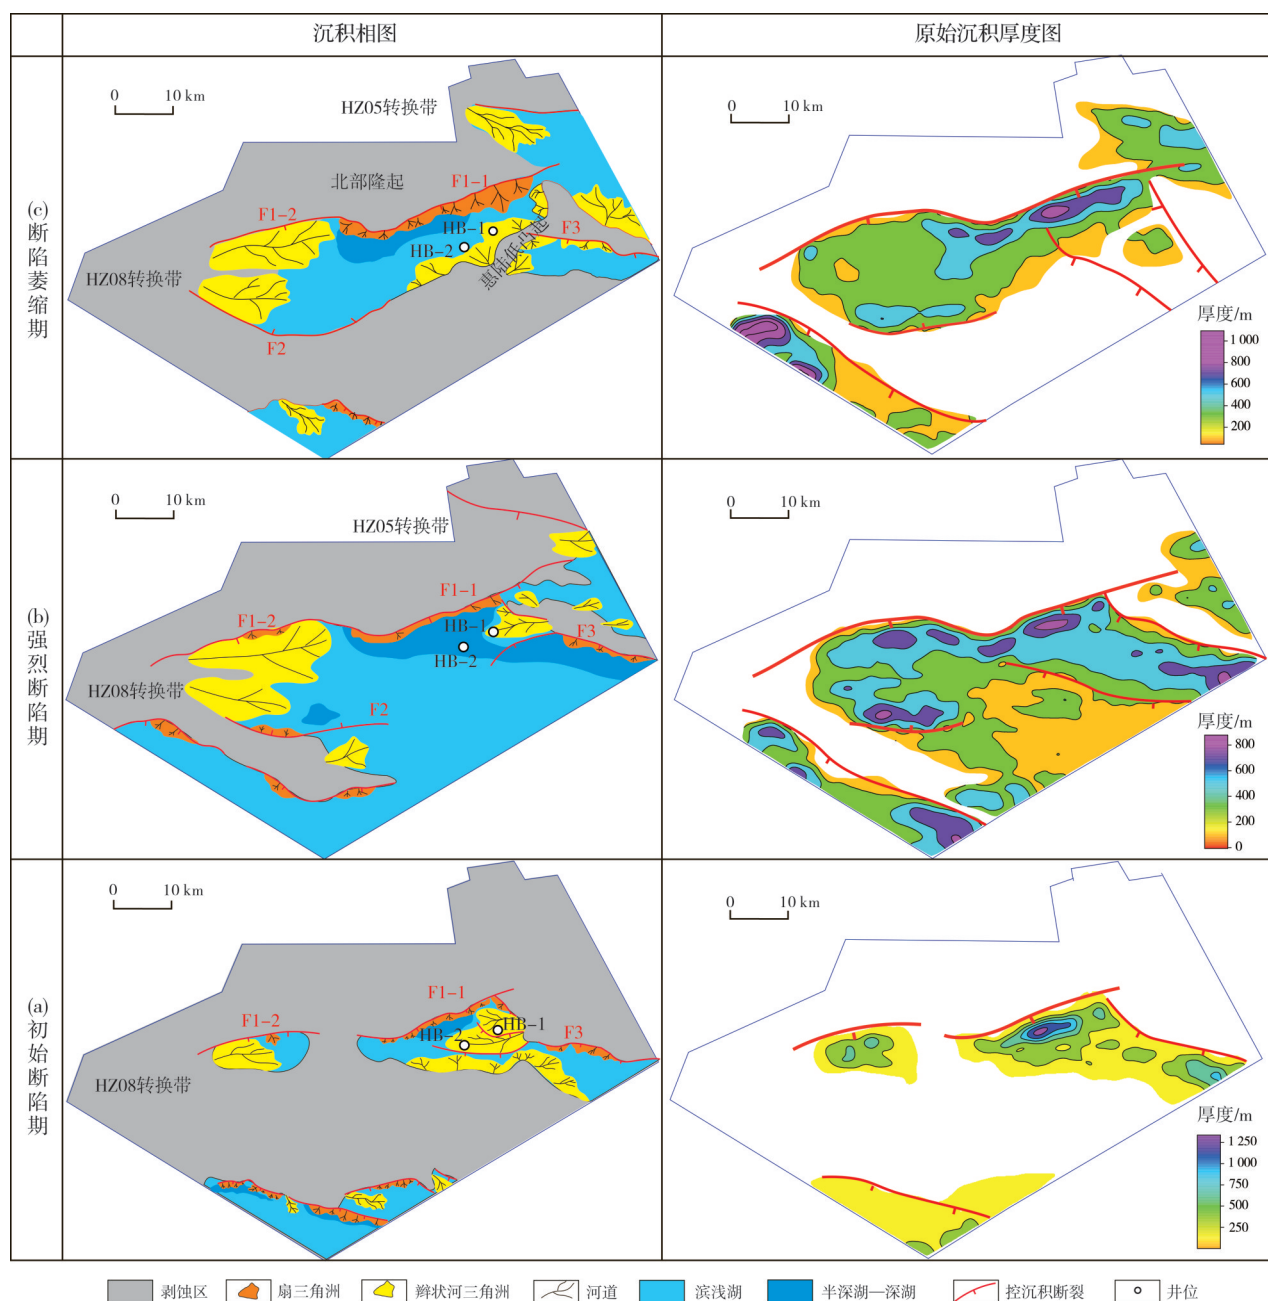 沉积相图
原始沉积厚度图
(c)断陷萎缩期
0 10 km
HZ05转换带
北部隆起
F1-1
F1-2
HB-1
HB-2
F3
惠陆低凸起
HZ08转换带
F2
0 10 km
厚度/m
1 000
800
600
400
200
(b)强烈断陷期
0 10 km
HZ05转换带
F1-1
F1-2
HB-1
HB-2
F3
HZ08转换带
F2
0 10 km
厚度/m
800
600
400
200
0
(a)初始断陷期
0 10 km
F1-1
F1-2
HB-1
HB-2
F3
HZ08转换带
0 10 km
厚度/m
1 250
1 000
750
500
250
剥蚀区 扇三角洲 辫状河三角洲 河道 滨浅湖 半深湖—深湖 控沉积断裂 井位